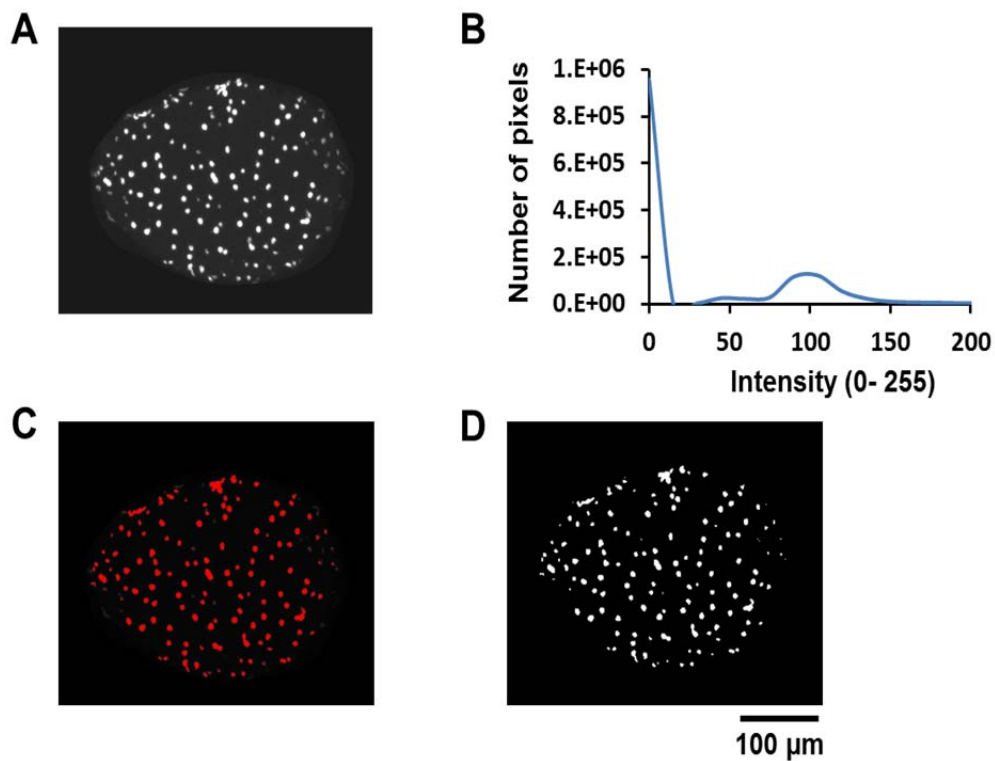 A
B
Number of pixels
1.E+06
8.E+05
6.E+05
4.E+05
2.E+05
0.E+00
0 50 100 150 200
Intensity (0- 255)
C
D
100 µm